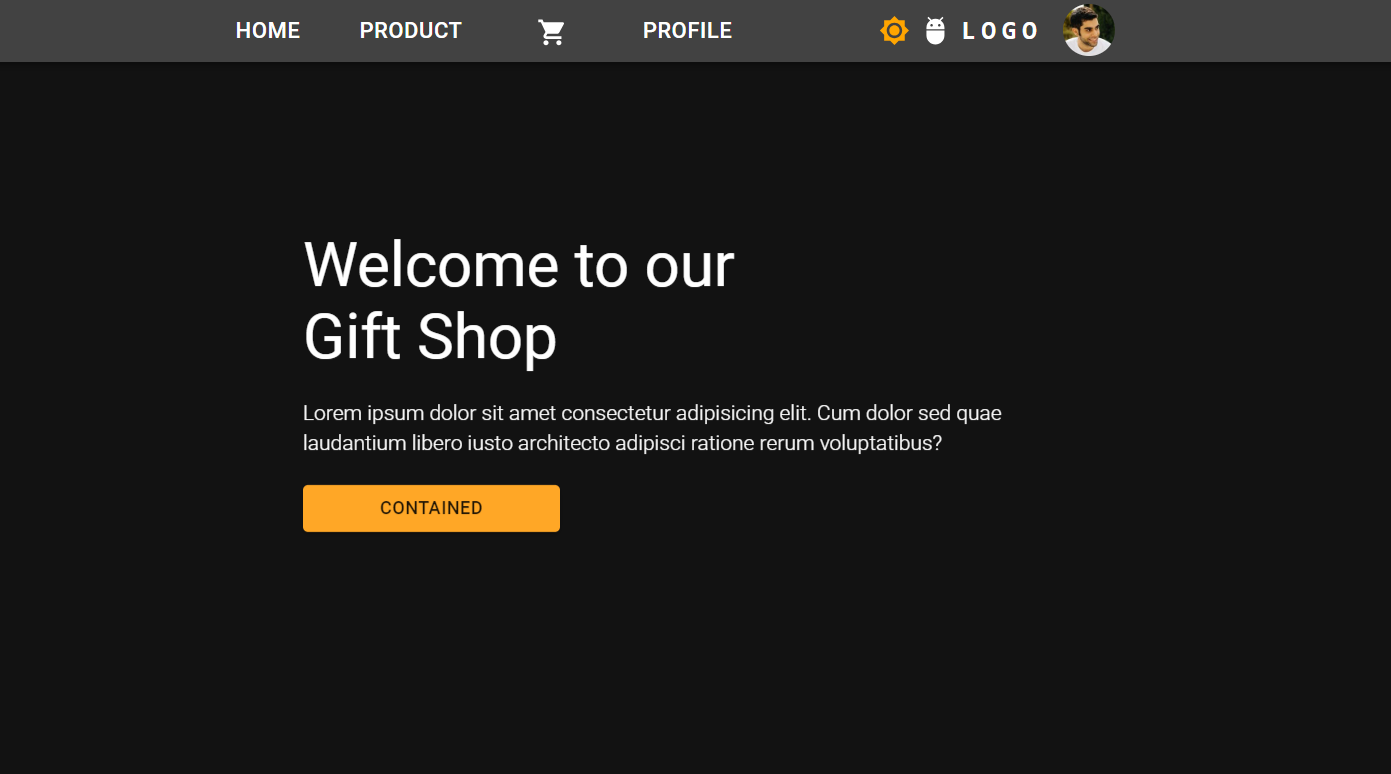 HOME
PRODUCT
PROFILE
LOGO
Welcome to our
Gift Shop
Lorem ipsum dolor sit amet consectetur adipisicing elit. Cum dolor sed quae
laudantium libero iusto architecto adipisci ratione rerum voluptatibus?
CONTAINED